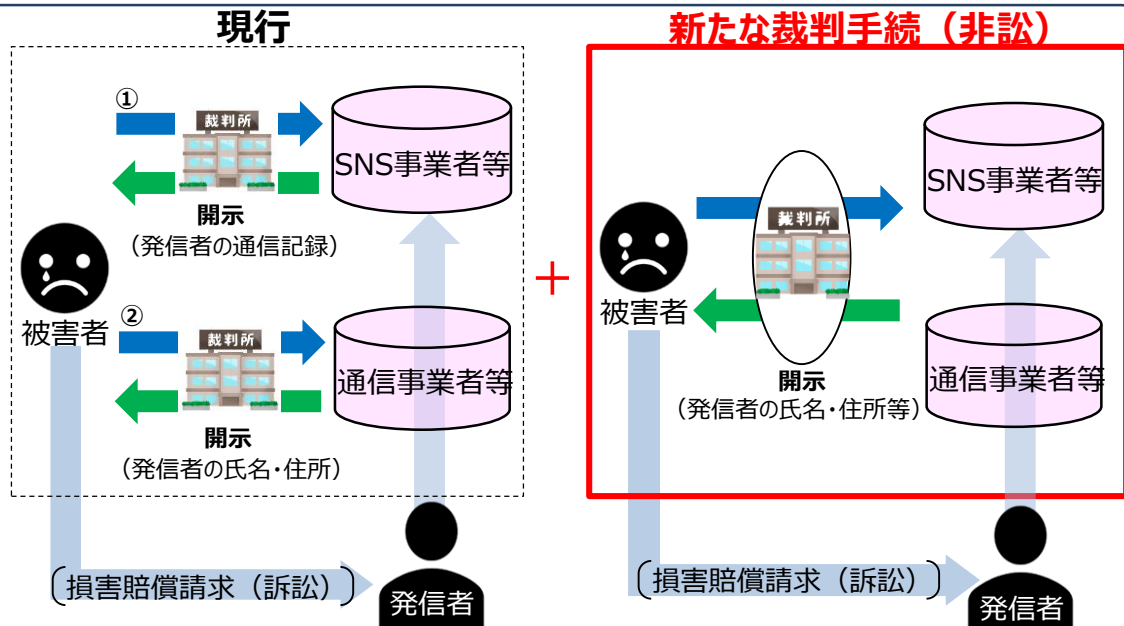 現行
①
裁判所
SNS事業者等
開示
（発信者の通信記録）
被害者
②
裁判所
通信事業者等
開示
（発信者の氏名・住所）
損害賠償請求（訴訟）
発信者
＋
新たな裁判手続（非訟）
SNS事業者等
裁判所
被害者
開示
（発信者の氏名・住所等）
通信事業者等
損害賠償請求（訴訟）
発信者